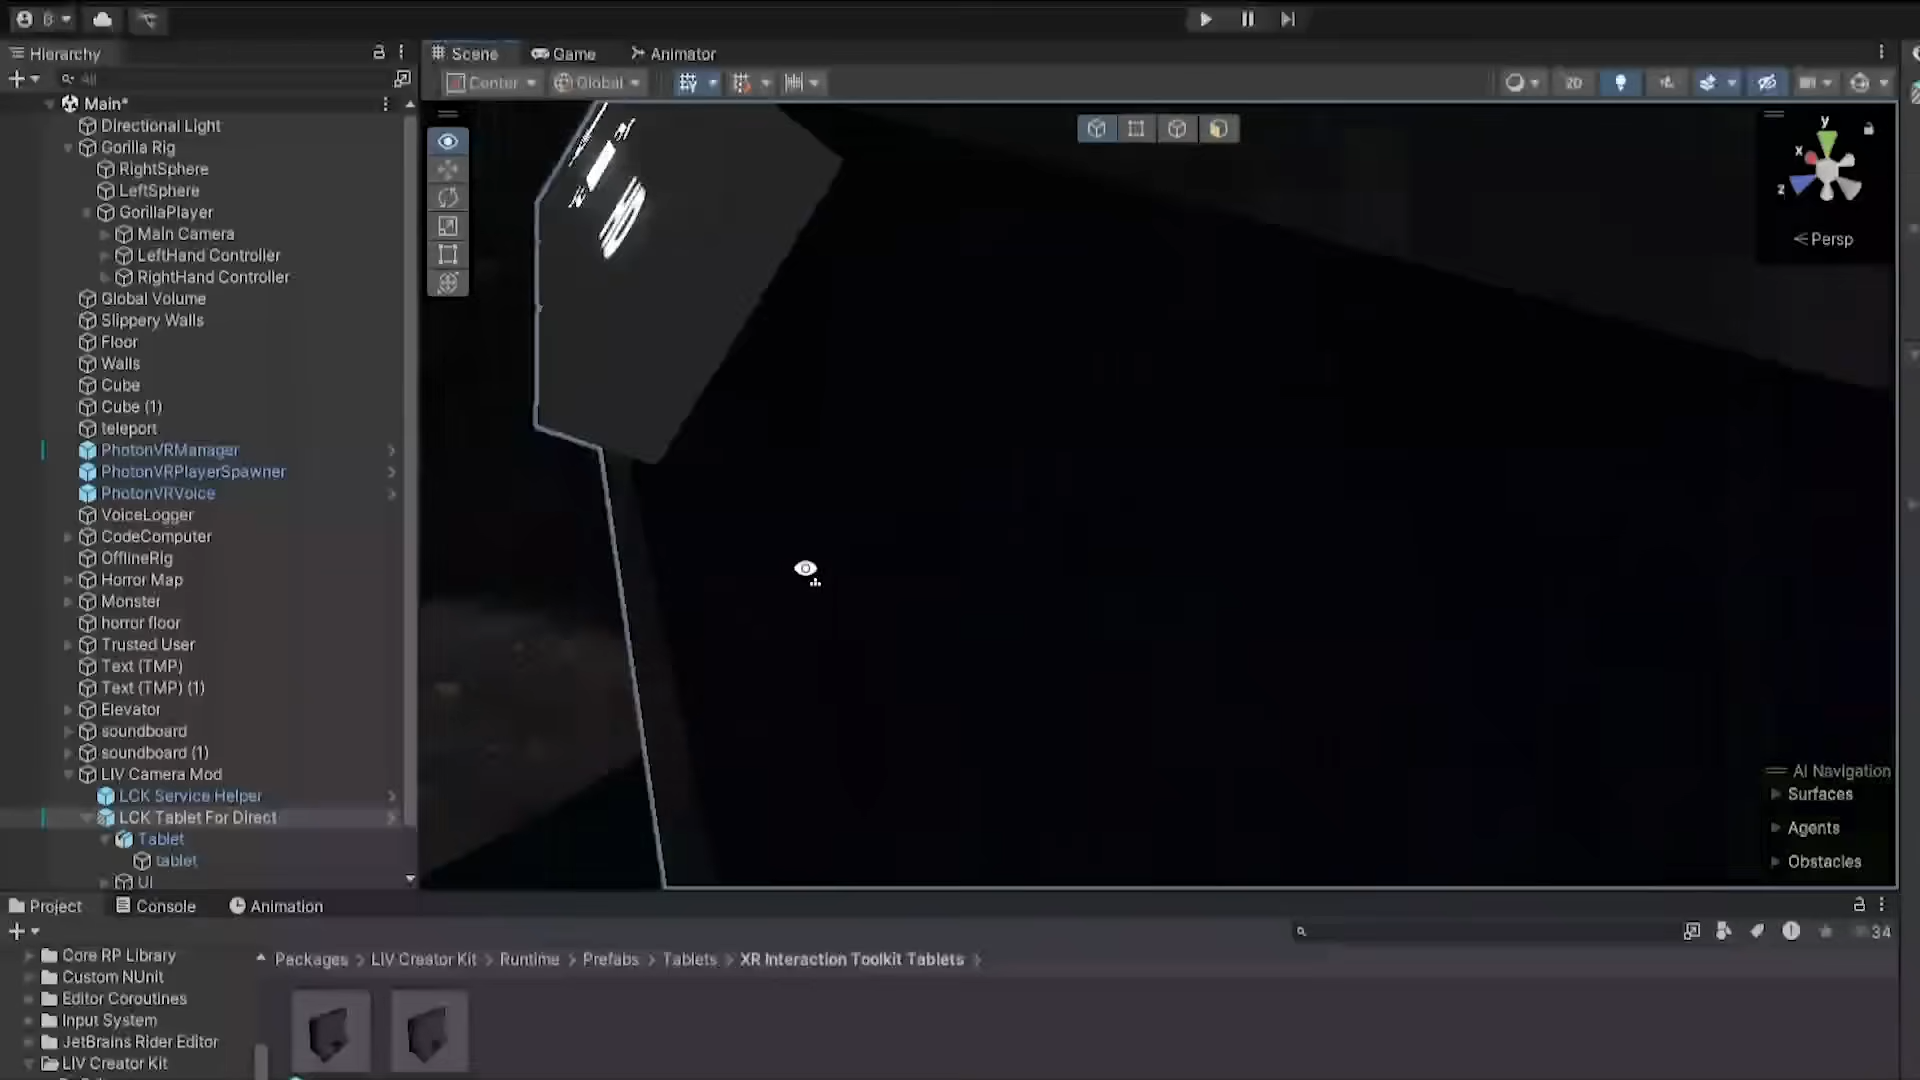 B
Hierarchy
All
Main*
Directional Light
Gorilla Rig
RightSphere
LeftSphere
GorillaPlayer
Main Camera
LeftHand Controller
RightHand Controller
Global Volume
Slippery Walls
Floor
Walls
Cube
Cube (1)
teleport
PhotonVRManager
PhotonVRPlayerSpawner
PhotonVRVoice
VoiceLogger
CodeComputer
OfflineRig
Horror Map
Monster
horror floor
Trusted User
Text (TMP)
Text (TMP) (1)
Elevator
soundboard
soundboard (1)
LIV Camera Mod
LCK Service Helper
LCK Tablet For Direct
Tablet
tablet
UI
Scene
Game
Animator
Center
Global
2D
y
x
z
Persp
AI Navigation
Surfaces
Agents
Obstacles
Project
Console
Animation
34
Core RP Library
Custom NUnit
Editor Coroutines
Input System
JetBrains Rider Editor
LIV Creator Kit
Packages > LIV Creator Kit > Runtime > Prefabs > Tablets > XR Interaction Toolkit Tablets >